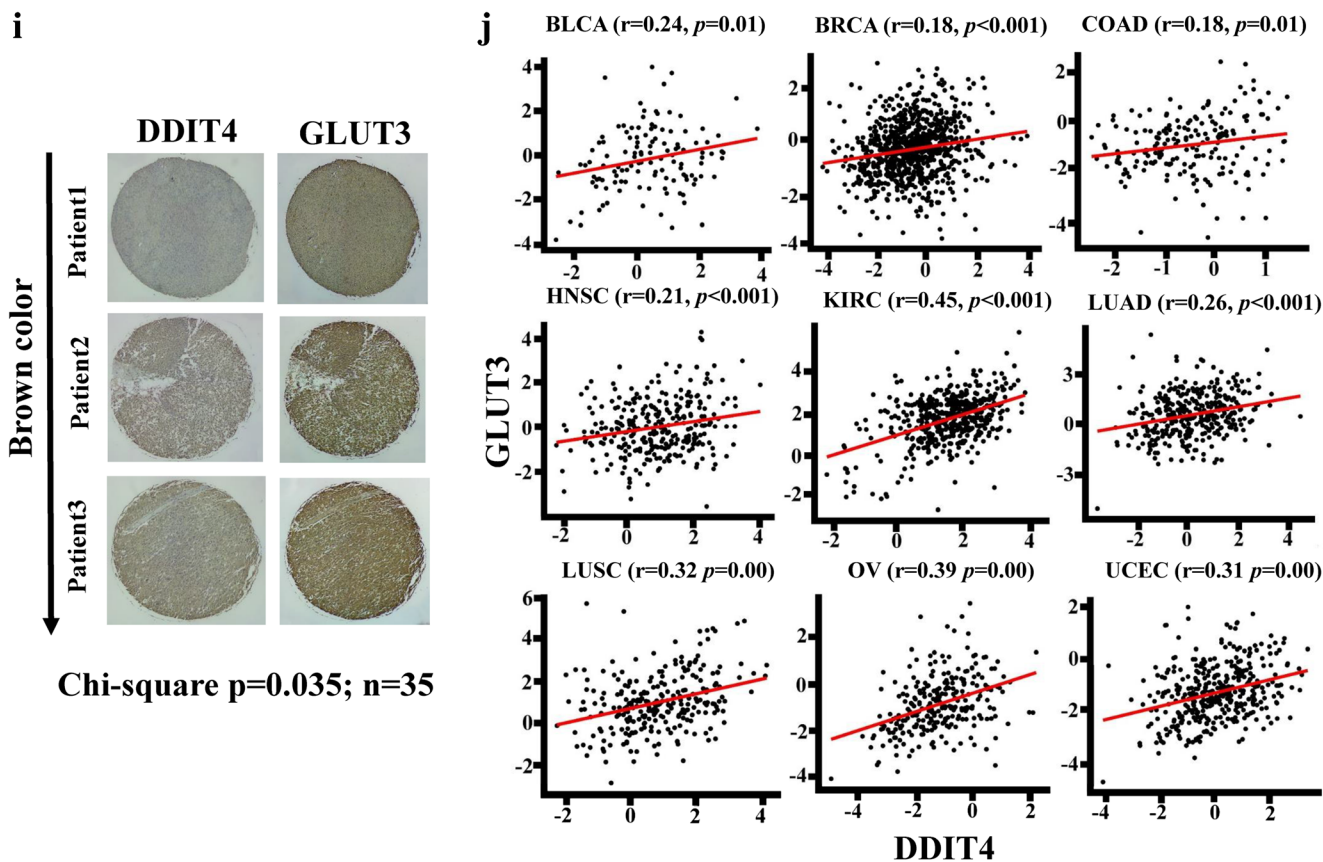 i
DDIT4 GLUT3
Brown color
Patient1
Patient2
Patient3
Chi-square p=0.035; n=35
j
BLCA (r=0.24, p=0.01)
4
2
0
-2
-4
-2 0 2 4
BRCA (r=0.18, p<0.001)
2
0
-2
-4
-4 -2 0 2 4
COAD (r=0.18, p=0.01)
2
0
-2
-4
-2 -1 0 1
HNSC (r=0.21, p<0.001)
4
2
0
-2
-2 0 2 4
KIRC (r=0.45, p<0.001)
4
2
0
-2
-2 0 2 4
LUAD (r=0.26, p<0.001)
3
0
-3
-4 -2 0 2 4
LUSC (r=0.32 p=0.00)
6
4
2
0
-2
-2 0 2 4
OV (r=0.39 p=0.00)
2
0
-2
-4
-4 -2 0 2
UCEC (r=0.31 p=0.00)
2
0
-2
-4
-4 -2 0 2
GLUT3
DDIT4